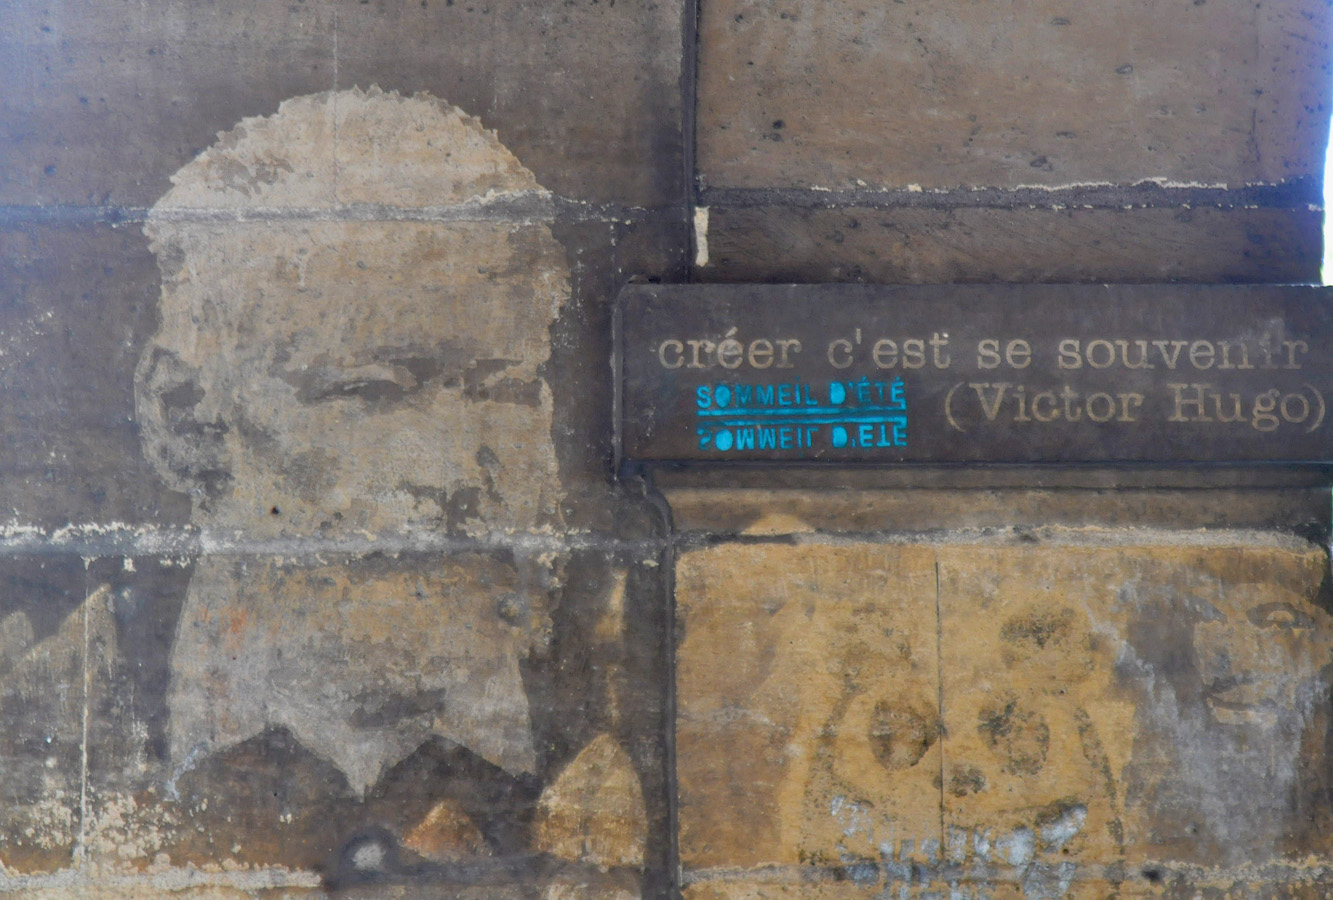 créer c'est se souvenir
SOMMEIL D'ÉTÉ
SOMMEIL D'ÉTÉ
(Victor Hugo)